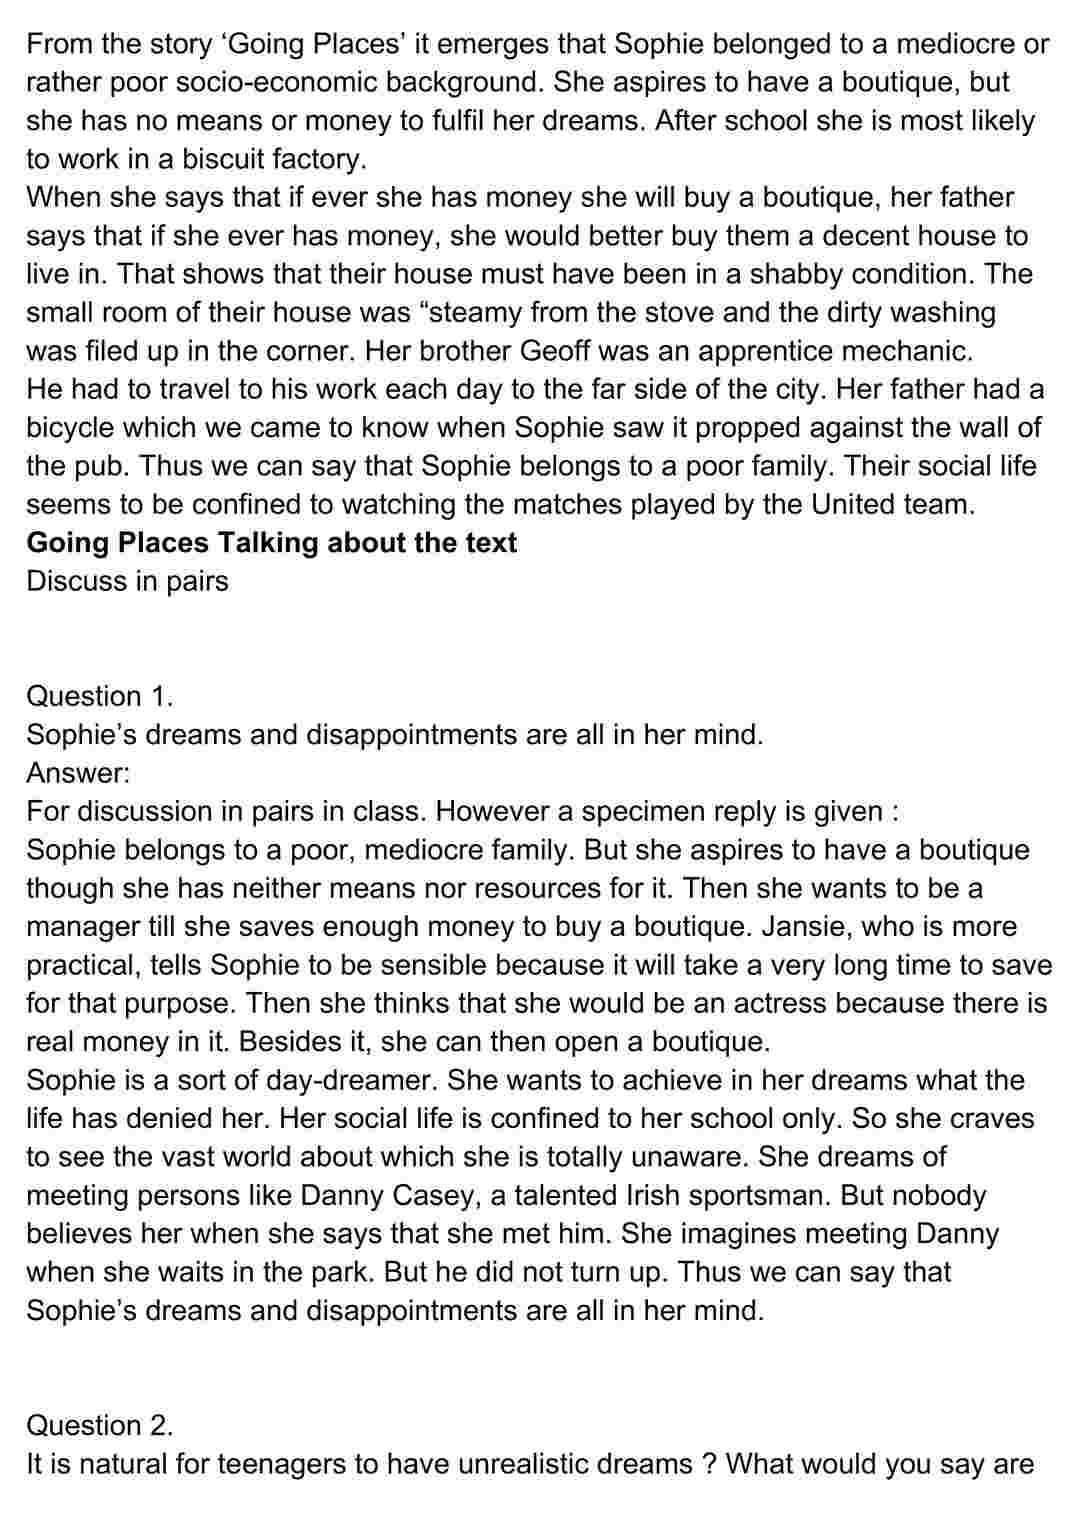 From the story ‘Going Places’ it emerges that Sophie belonged to a mediocre or
rather poor socio-economic background. She aspires to have a boutique, but
she has no means or money to fulfil her dreams. After school she is most likely
to work in a biscuit factory.
When she says that if ever she has money she will buy a boutique, her father
says that if she ever has money, she would better buy them a decent house to
live in. That shows that their house must have been in a shabby condition. The
small room of their house was “steamy from the stove and the dirty washing
was filed up in the corner. Her brother Geoff was an apprentice mechanic.
He had to travel to his work each day to the far side of the city. Her father had a
bicycle which we came to know when Sophie saw it propped against the wall of
the pub. Thus we can say that Sophie belongs to a poor family. Their social life
seems to be confined to watching the matches played by the United team.
Going Places Talking about the text
Discuss in pairs
Question 1.
Sophie’s dreams and disappointments are all in her mind.
Answer:
For discussion in pairs in class. However a specimen reply is given :
Sophie belongs to a poor, mediocre family. But she aspires to have a boutique
though she has neither means nor resources for it. Then she wants to be a
manager till she saves enough money to buy a boutique. Jansie, who is more
practical, tells Sophie to be sensible because it will take a very long time to save
for that purpose. Then she thinks that she would be an actress because there is
real money in it. Besides it, she can then open a boutique.
Sophie is a sort of day-dreamer. She wants to achieve in her dreams what the
life has denied her. Her social life is confined to her school only. So she craves
to see the vast world about which she is totally unaware. She dreams of
meeting persons like Danny Casey, a talented Irish sportsman. But nobody
believes her when she says that she met him. She imagines meeting Danny
when she waits in the park. But he did not turn up. Thus we can say that
Sophie’s dreams and disappointments are all in her mind.
Question 2.
It is natural for teenagers to have unrealistic dreams ? What would you say are